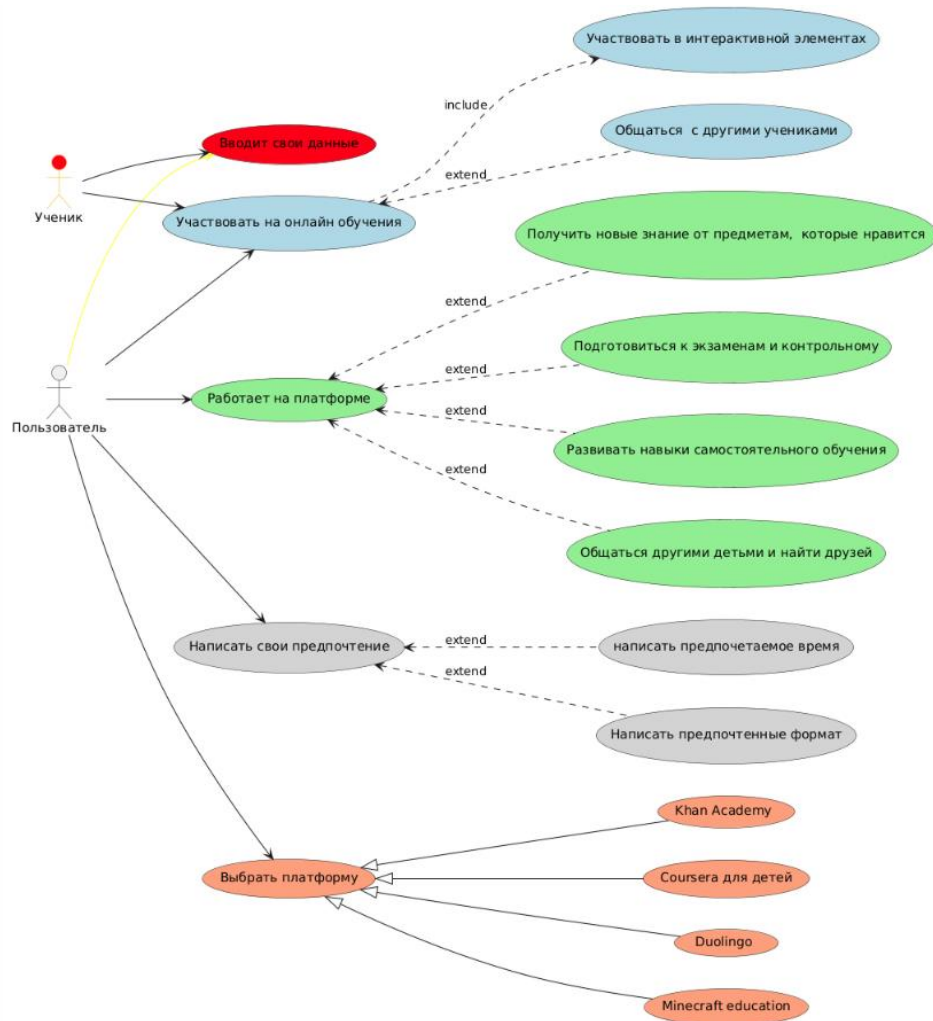 Участвовать в интерактивной элементах
include
Общаться  с другими учениками
Вводит свои данные
extend
Ученик
Участвовать на онлайн обучения
Получить новые знание от предметам,  которые нравится
extend
Подготовиться к экзаменам и контрольному
extend
Работает на платформе
extend
Пользователь
Развивать навыки самостоятельного обучения
extend
Общаться другими детьми и найти друзей
Написать свои предпочтение
extend
написать предпочетаемое время
extend
Написать предпочтенные формат
Khan Academy
Выбрать платформу
Coursera для детей
Duolingo
Minecraft education